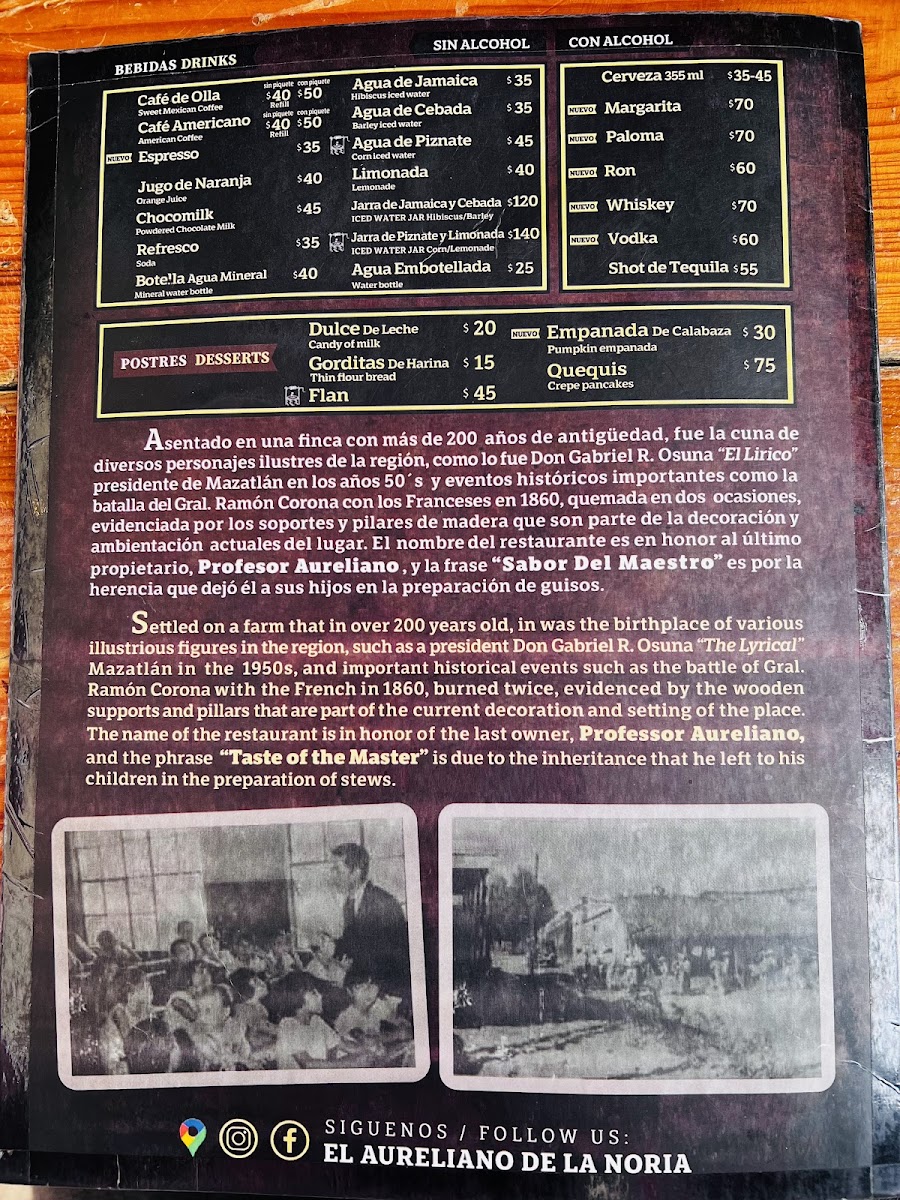 BEBIDAS DRINKS
SIN ALCOHOL
CON ALCOHOL
sin piquete con piquete
Café de Olla $40 $50
Sweet Mexican Coffee Refill
sin piquete con piquete
Café Americano $40 $50
American Coffee Refill
NUEVO Espresso $35
Jugo de Naranja $40
Orange Juice
Chocomilk $45
Powdered Chocolate Milk
Refresco $35
Soda
Botella Agua Mineral $40
Mineral water bottle
Agua de Jamaica $35
Hibiscus iced water
Agua de Cebada $35
Barley iced water
Agua de Piznate $45
Corn iced water
Limonada $40
Lemonade
Jarra de Jamaica y Cebada $120
ICED WATER JAR Hibiscus/Barley
Jarra de Piznate y Limonada $140
ICED WATER JAR Corn/Lemonade
Agua Embotellada $25
Water bottle
Cerveza 355 ml $35-45
NUEVO Margarita $70
NUEVO Paloma $70
NUEVO Ron $60
NUEVO Whiskey $70
NUEVO Vodka $60
Shot de Tequila $55
POSTRES DESSERTS
Dulce De Leche $20
Candy of milk
Gorditas De Harina $15
Thin flour bread
Flan $45
NUEVO Empanada De Calabaza $30
Pumpkin empanada
Quequis $75
Crepe pancakes
Asentado en una finca con más de 200 años de antigüedad, fue la cuna de
diversos personajes ilustres de la región, como lo fue Don Gabriel R. Osuna "El Lirico"
presidente de Mazatlán en los años 50´s y eventos históricos importantes como la
batalla del Gral. Ramón Corona con los Franceses en 1860, quemada en dos ocasiones,
evidenciada por los soportes y pilares de madera que son parte de la decoración y
ambientación actuales del lugar. El nombre del restaurante es en honor al último
propietario, Profesor Aureliano , y la frase "Sabor Del Maestro" es por la
herencia que dejó él a sus hijos en la preparación de guisos.
Settled on a farm that in over 200 years old, in was the birthplace of various
illustrious figures in the region, such as a president Don Gabriel R. Osuna "The Lyrical"
Mazatlán in the 1950s, and important historical events such as the battle of Gral.
Ramón Corona with the French in 1860, burned twice, evidenced by the wooden
supports and pillars that are part of the current decoration and setting of the place.
The name of the restaurant is in honor of the last owner, Professor Aureliano,
and the phrase "Taste of the Master" is due to the inheritance that he left to his
children in the preparation of stews.
SIGUENOS / FOLLOW US:
EL AURELIANO DE LA NORIA